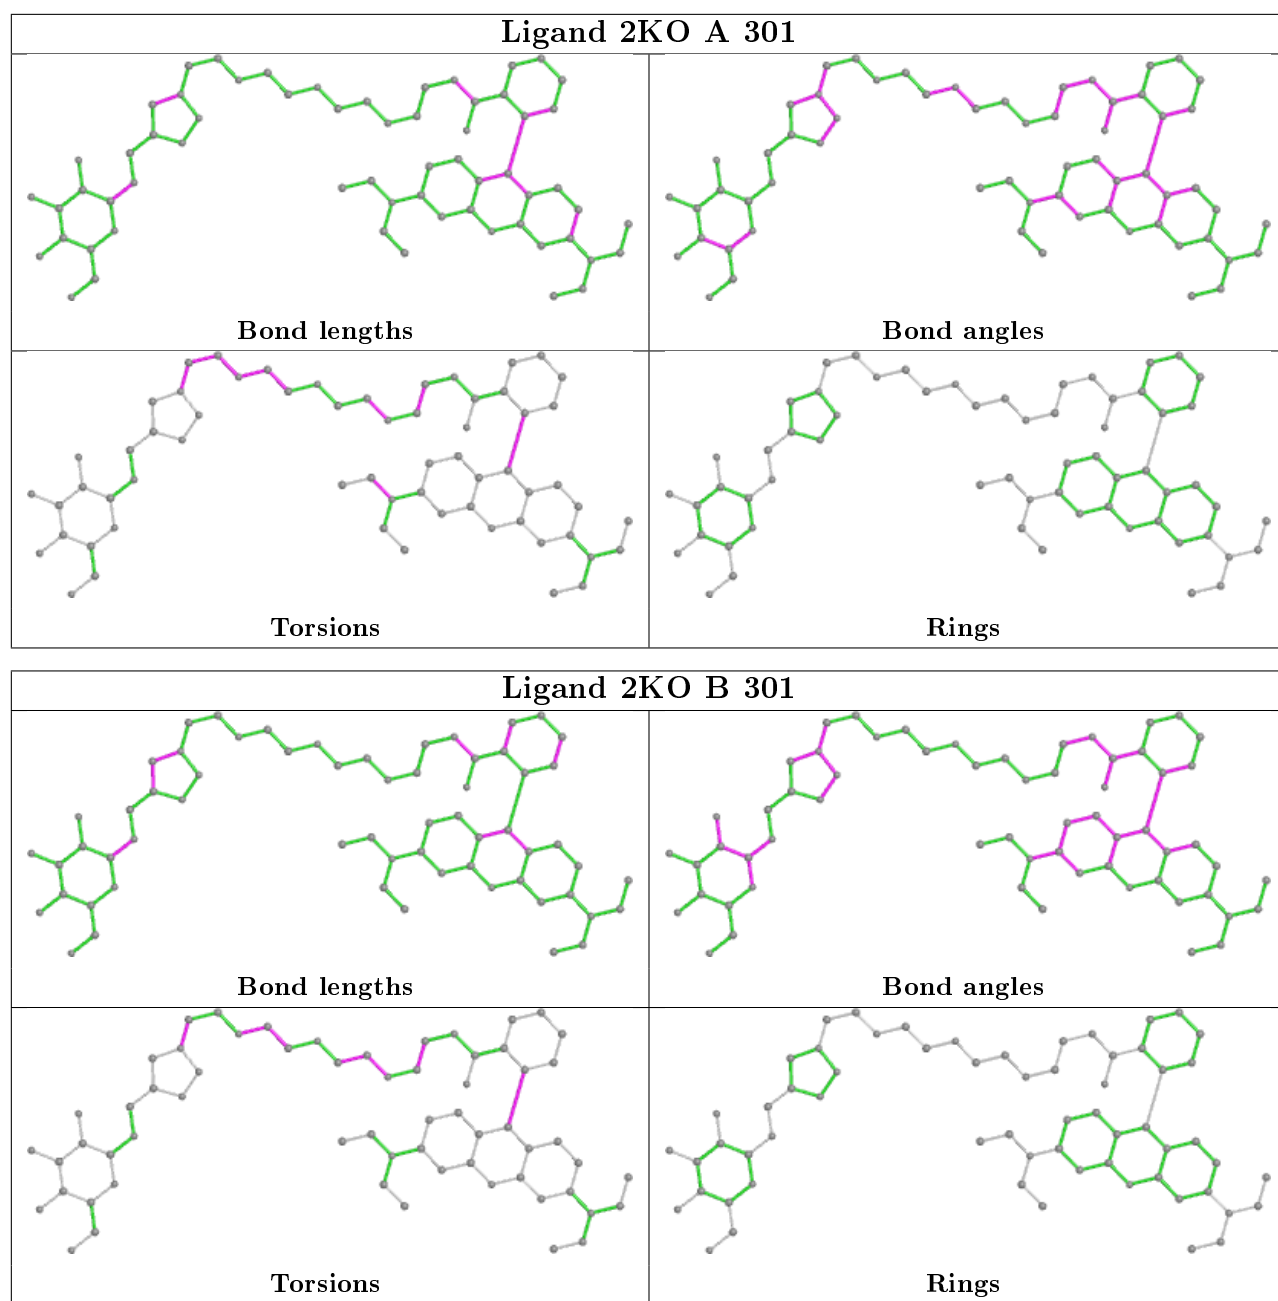 Ligand 2KO A 301
Bond lengths
Bond angles
Torsions
Rings
Ligand 2KO B 301
Bond lengths
Bond angles
Torsions
Rings